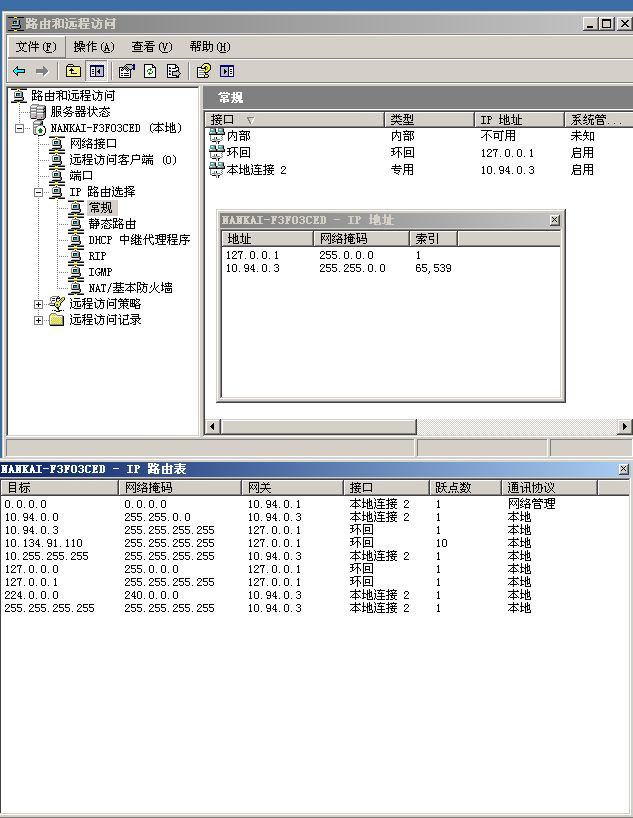 路由和远程访问
文件(F) 操作(A) 查看(V) 帮助(H)
路由和远程访问
服务器状态
NANKAI-F3F03CED (本地)
网络接口
远程访问客户端 (0)
端口
IP 路由选择
常规
静态路由
DHCP 中继代理程序
RIP
IGMP
NAT/基本防火墙
远程访问策略
远程访问记录
常规
接口 类型 IP 地址 系统管...
内部 内部 不可用 未知
环回 环回 127.0.0.1 启用
本地连接 2 专用 10.94.0.3 启用
NANKAI-F3F03CED - IP 地址
地址 网络掩码 索引
127.0.0.1 255.0.0.0 1
10.94.0.3 255.255.0.0 65,539
NANKAI-F3F03CED - IP 路由表
目标 网络掩码 网关 接口 跃点数 通讯协议
0.0.0.0 0.0.0.0 10.94.0.1 本地连接 2 1 网络管理
10.94.0.0 255.255.0.0 10.94.0.3 本地连接 2 1 本地
10.94.0.3 255.255.255.255 127.0.0.1 环回 1 本地
10.134.91.110 255.255.255.255 127.0.0.1 环回 10 本地
10.255.255.255 255.255.255.255 10.94.0.3 本地连接 2 1 本地
127.0.0.0 255.0.0.0 127.0.0.1 环回 1 本地
127.0.0.1 255.255.255.255 127.0.0.1 环回 1 本地
224.0.0.0 240.0.0.0 10.94.0.3 本地连接 2 1 本地
255.255.255.255 255.255.255.255 10.94.0.3 本地连接 2 1 本地